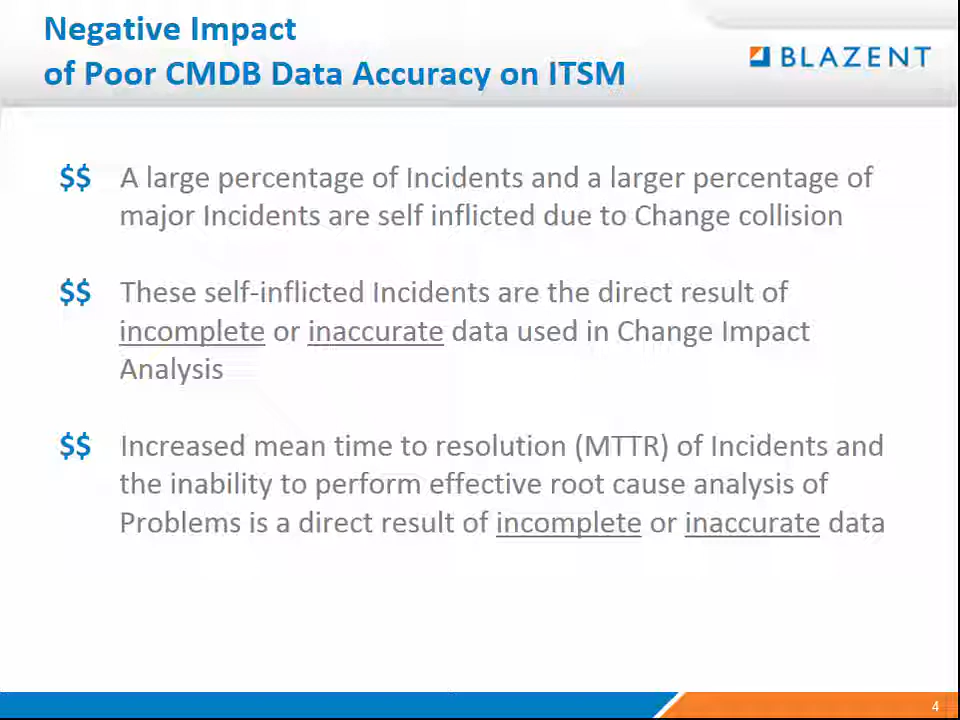 Negative Impact
of Poor CMDB Data Accuracy on ITSM
BLAZENT
$$ A large percentage of Incidents and a larger percentage of
major Incidents are self inflicted due to Change collision
$$ These self-inflicted Incidents are the direct result of
incomplete or inaccurate data used in Change Impact
Analysis
$$ Increased mean time to resolution (MTTR) of Incidents and
the inability to perform effective root cause analysis of
Problems is a direct result of incomplete or inaccurate data
4